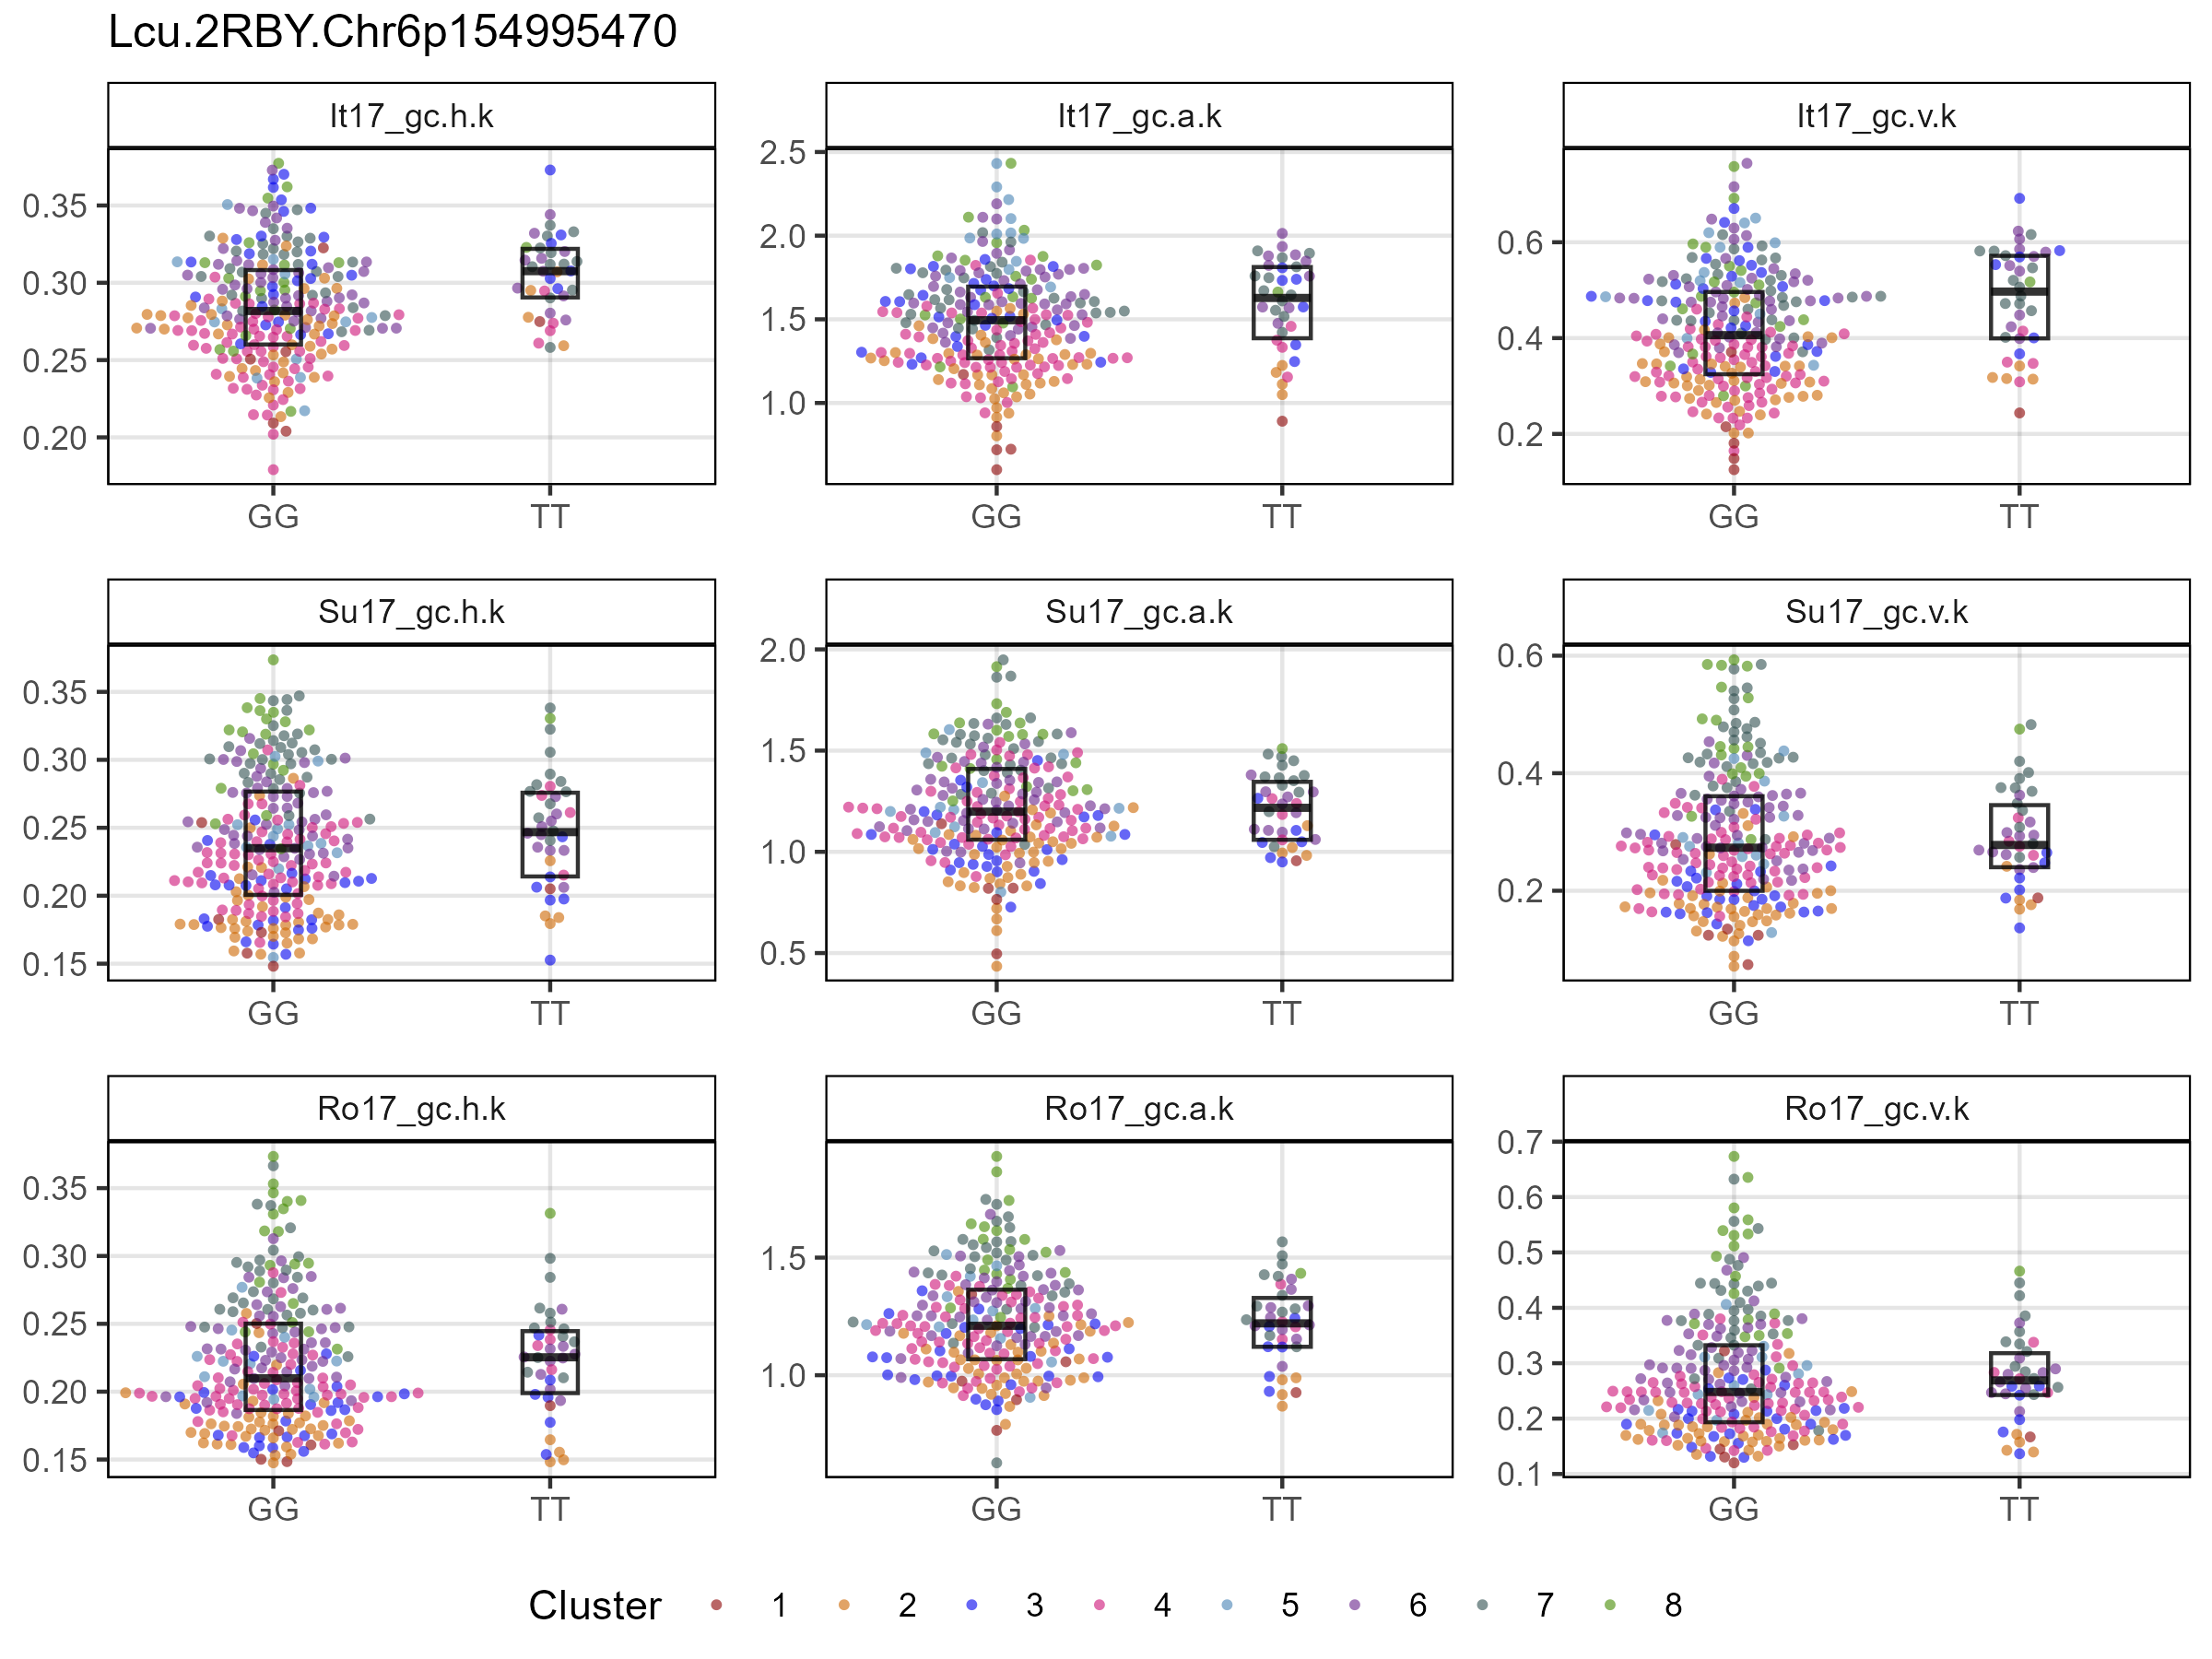 Lcu.2RBY.Chr6p154995470
It17_gc.h.k
It17_gc.a.k
It17_gc.v.k
0.35
0.30
0.25
0.20
2.5
2.0
1.5
1.0
0.6
0.4
0.2
GG TT
GG TT
GG TT
Su17_gc.h.k
Su17_gc.a.k
Su17_gc.v.k
0.35
0.30
0.25
0.20
0.15
2.0
1.5
1.0
0.5
0.6
0.4
0.2
GG TT
GG TT
GG TT
Ro17_gc.h.k
Ro17_gc.a.k
Ro17_gc.v.k
0.35
0.30
0.25
0.20
0.15
1.5
1.0
0.7
0.6
0.5
0.4
0.3
0.2
0.1
GG TT
GG TT
GG TT
Cluster 1 2 3 4 5 6 7 8